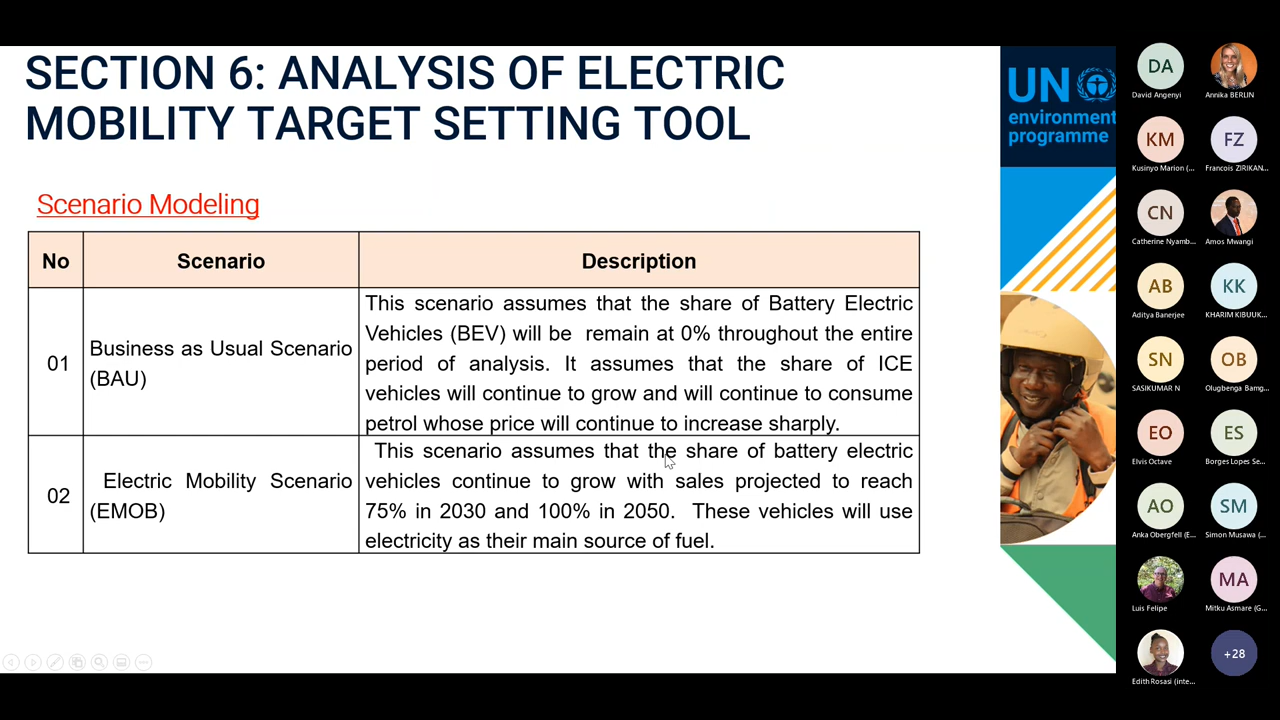 SECTION 6: ANALYSIS OF ELECTRIC
MOBILITY TARGET SETTING TOOL
UN
environment
programme
Scenario Modeling
No
Scenario
Description
01
Business as Usual Scenario
(BAU)
This scenario assumes that the share of Battery Electric
Vehicles (BEV) will be remain at 0% throughout the entire
period of analysis. It assumes that the share of ICE
vehicles will continue to grow and will continue to consume
petrol whose price will continue to increase sharply.
02
Electric Mobility Scenario
(EMOB)
This scenario assumes that the share of battery electric
vehicles continue to grow with sales projected to reach
75% in 2030 and 100% in 2050. These vehicles will use
electricity as their main source of fuel.
DA
David Angenyi
Annika BERLIN
KM
Kusinyo Marion (...
FZ
Francois ZIRIKAN...
CN
Catherine Nyamb...
Amos Mwangi
AB
Aditya Banerjee
KK
KHARIM KIBUUK...
SN
SASIKUMAR N
OB
Olugbenga Bamg...
EO
Elvis Octave
ES
Borges Lopes Se...
AO
Anka Obergfell (E...
SM
Simon Musawa (...
Luis Felipe
MA
Mitku Asmare (G...
Edith Rosasi (inte...
+28